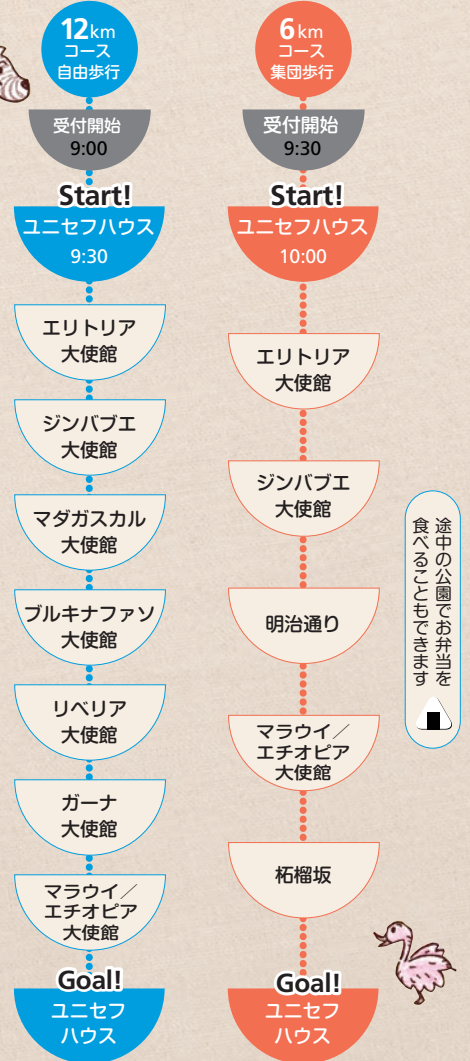 12km
コース
自由歩行
受付開始
9:00
Start!
ユニセフハウス
9:30
エリトリア
大使館
ジンバブエ
大使館
マダガスカル
大使館
ブルキナファソ
大使館
リベリア
大使館
ガーナ
大使館
マラウイ／
エチオピア
大使館
Goal!
ユニセフ
ハウス
6km
コース
集団歩行
受付開始
9:30
Start!
ユニセフハウス
10:00
エリトリア
大使館
ジンバブエ
大使館
明治通り
マラウイ／
エチオピア
大使館
柘榴坂
Goal!
ユニセフ
ハウス
途中の公園でお弁当を
食べることもできます